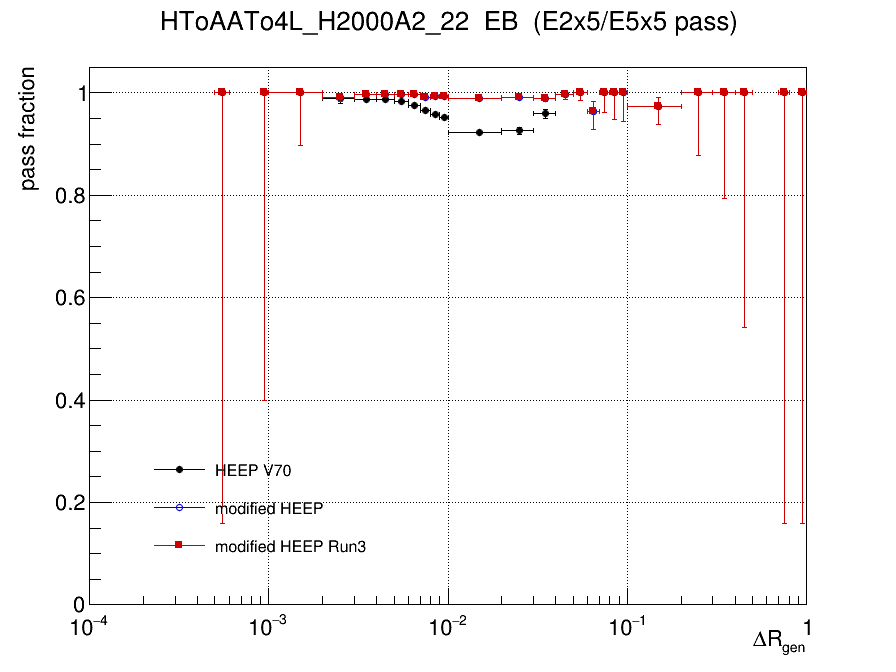 HToAATo4L_H2000A2_22 EB (E2x5/E5x5 pass)
pass fraction
1
0.8
0.6
0.4
0.2
0
HEEP V70
modified HEEP
modified HEEP Run3
10⁻⁴ 10⁻³ 10⁻² 10⁻¹ 1
ΔR_gen